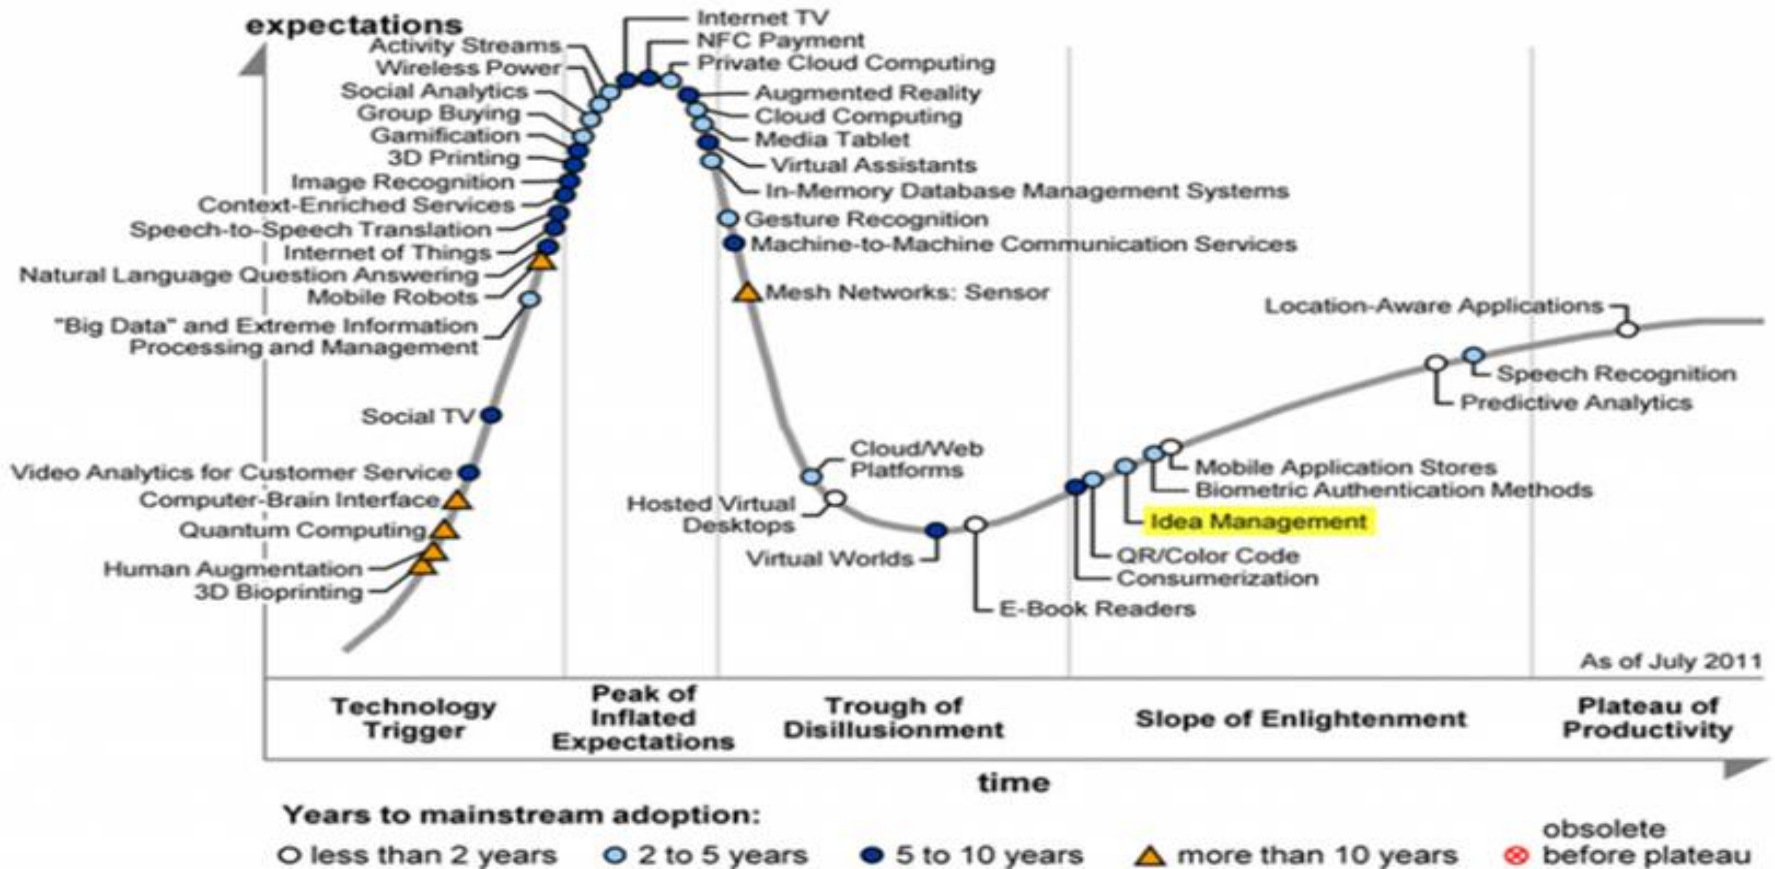 expectations
Activity Streams
Wireless Power
Social Analytics
Group Buying
Gamification
3D Printing
Image Recognition
Context-Enriched Services
Speech-to-Speech Translation
Internet of Things
Natural Language Question Answering
Mobile Robots
"Big Data" and Extreme Information
Processing and Management
Social TV
Video Analytics for Customer Service
Computer-Brain Interface
Quantum Computing
Human Augmentation
3D Bioprinting
Internet TV
NFC Payment
Private Cloud Computing
Augmented Reality
Cloud Computing
Media Tablet
Virtual Assistants
In-Memory Database Management Systems
Gesture Recognition
Machine-to-Machine Communication Services
Mesh Networks: Sensor
Cloud/Web
Platforms
Hosted Virtual
Desktops
Virtual Worlds
E-Book Readers
Location-Aware Applications
Speech Recognition
Predictive Analytics
Mobile Application Stores
Biometric Authentication Methods
Idea Management
QR/Color Code
Consumerization
As of July 2011
Technology
Trigger
Peak of
Inflated
Expectations
Trough of
Disillusionment
Slope of Enlightenment
Plateau of
Productivity
time
Years to mainstream adoption:
less than 2 years
2 to 5 years
5 to 10 years
more than 10 years
obsolete
before plateau